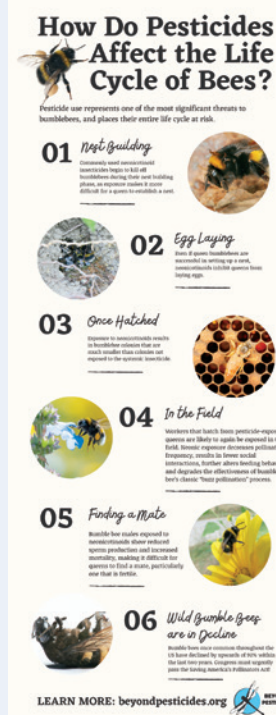 How Do Pesticides
Affect the Life
Cycle of Bees?
Pesticide use represents one of the most significant threats to
bumblebees, and places their entire life cycle at risk.
01
Nest Building
Commonly used neonicotinoid
insecticides begin to kill off
bumblebees during their nest building
phase, as exposure makes it more
difficult for a queen to establish a nest.
02
Egg Laying
Even if queen bumblebees are
successful in setting up a nest,
neonicotinoids inhibit queens from
laying eggs.
03
Once Hatched
Exposure to neonicotinoids results
in bumblebee colonies that are
much smaller than colonies not
exposed to the systemic insecticide.
04
In the Field
Workers that hatch from pesticide-expos
queens are likely to again be exposed in t
field. Neonic exposure decreases pollinat
frequency, results in fewer social
interactions, further alters feeding behav
and degrades the effectiveness of bumble
bee's classic "buzz pollination" process.
05
Finding a Mate
Bumble bee males exposed to
neonicotinoids show reduced
sperm production and increased
mortality, making it difficult for
queens to find a mate, particularly
one that is fertile.
06
Wild Bumble Bees
are in Decline
Bumble bees once common throughout the
US have declined by upwards of 90% within
the last two years. Congress must urgently
pass the Saving America's Pollinators Act!
LEARN MORE: beyondpesticides.org
BEY
PESTI